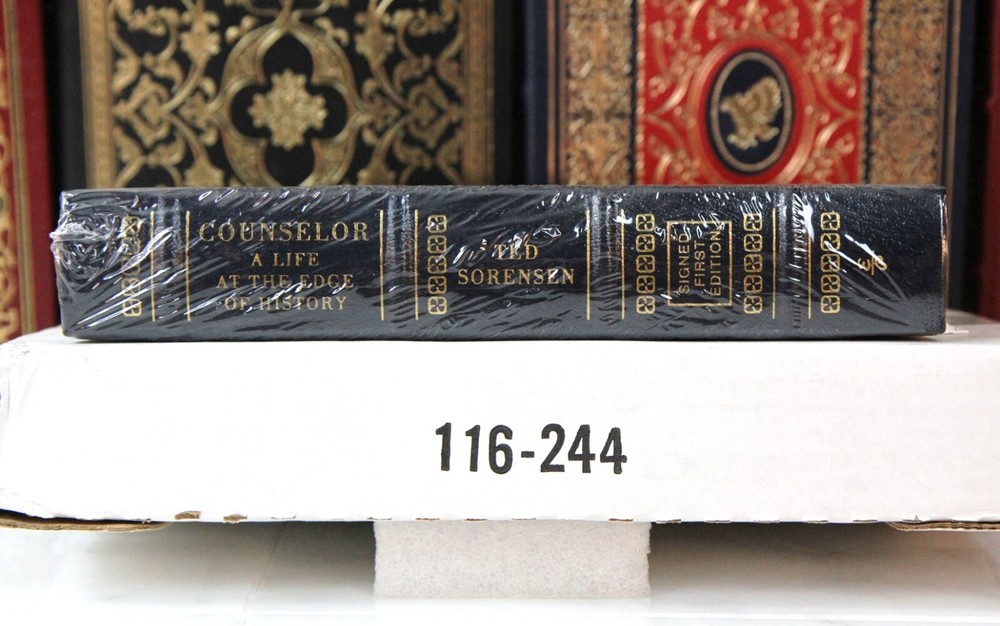 COUNSELOR
A LIFE
AT THE EDGE
OF HISTORY
TED
SORENSEN
SIGNED
FIRST
EDITION
116-244